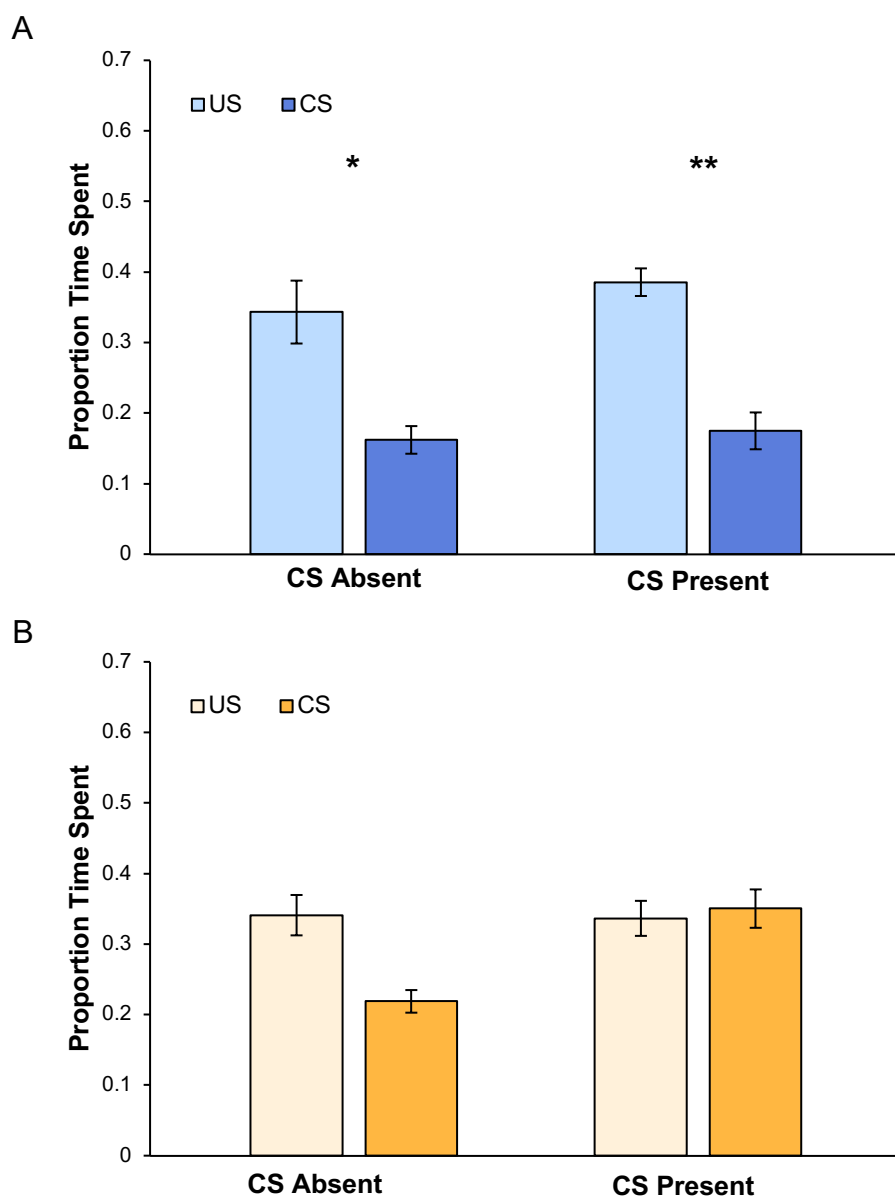 A
0.7
US CS
0.6
* **
0.5
0.4
0.3
0.2
0.1
0
Proportion Time Spent
CS Absent CS Present
B
0.7
US CS
0.6
0.5
0.4
0.3
0.2
0.1
0
Proportion Time Spent
CS Absent CS Present